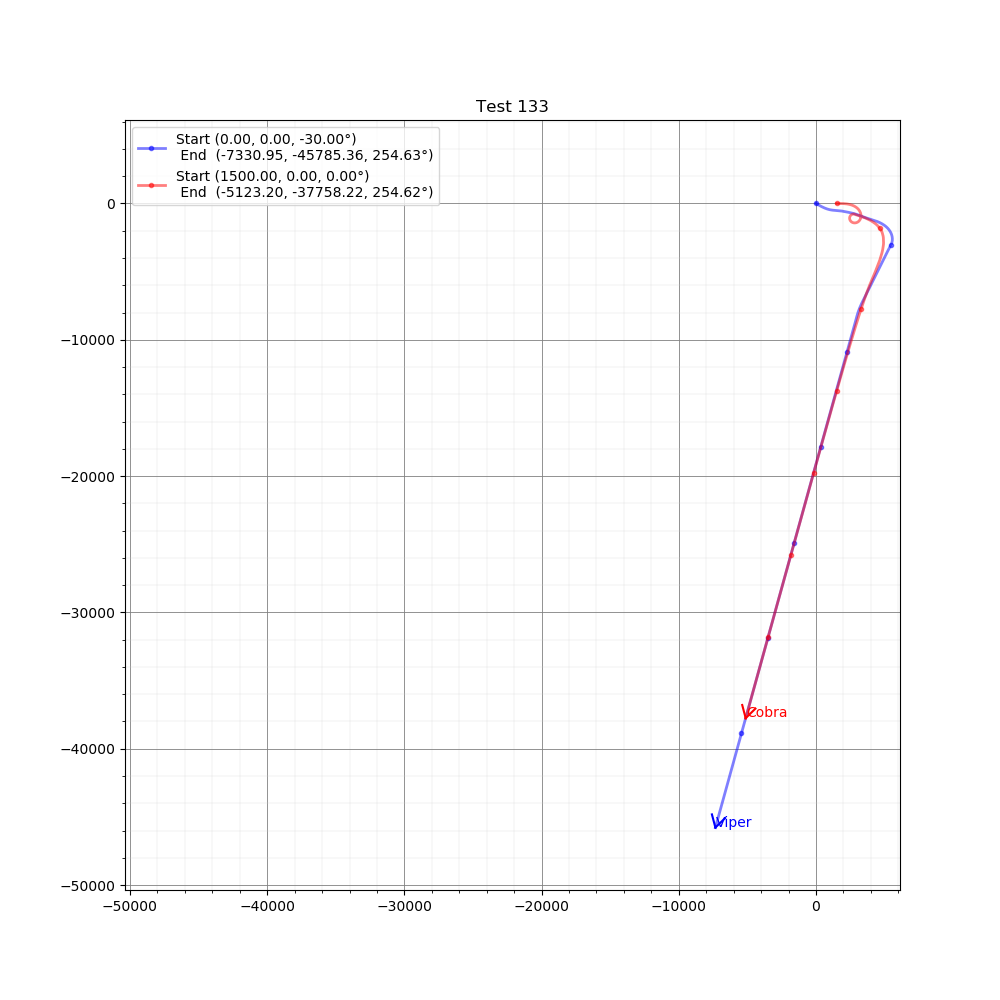 Test 133
Start (0.00, 0.00, -30.00°)
End (-7330.95, -45785.36, 254.63°)
Start (1500.00, 0.00, 0.00°)
End (-5123.20, -37758.22, 254.62°)
0
−10000
−20000
−30000
−40000
−50000
Cobra
Viper
−50000 −40000 −30000 −20000 −10000 0